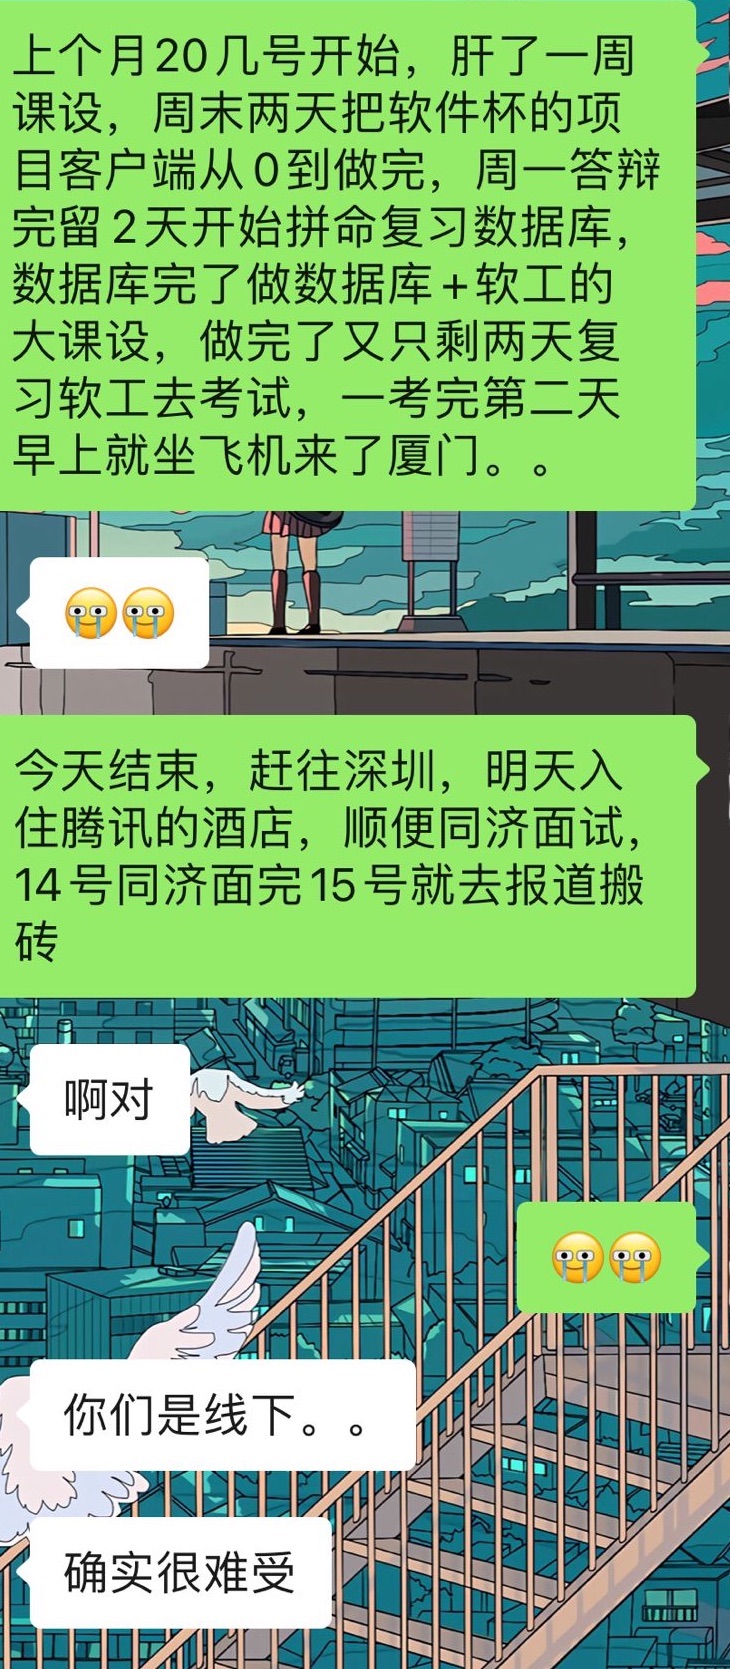 上个月20几号开始，肝了一周
课设，周末两天把软件杯的项
目客户端从0到做完，周一答辩
完留2天开始拼命复习数据库，
数据库完了做数据库+软工的
大课设，做完了又只剩两天复
习软工去考试，一考完第二天
早上就坐飞机来了厦门。。
今天结束，赶往深圳，明天入
住腾讯的酒店，顺便同济面试，
14号同济面完15号就去报道搬
砖
啊对
你们是线下。。
确实很难受